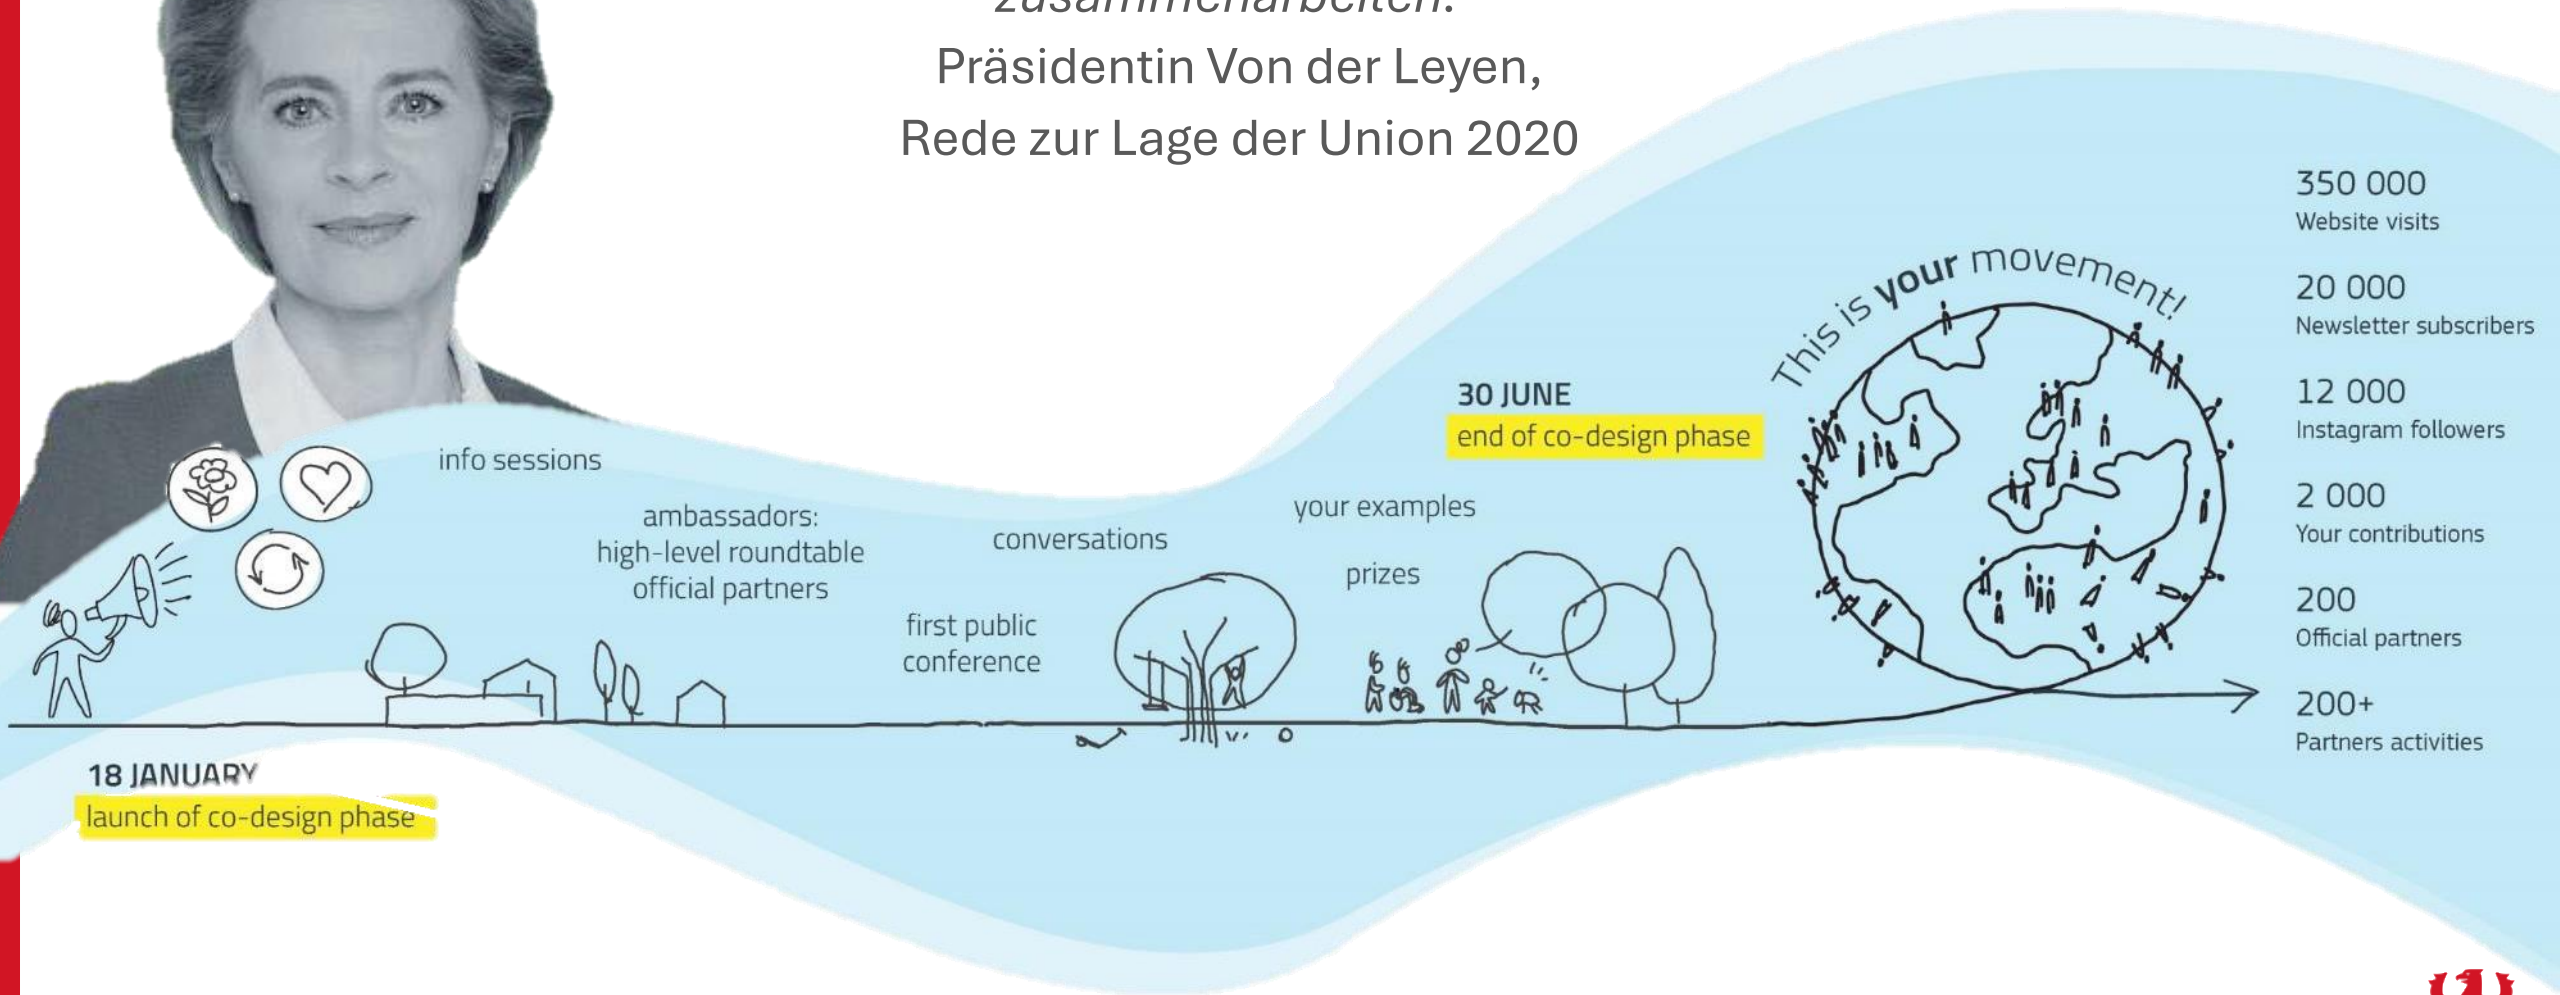 zusammenarbeiten.
Präsidentin Von der Leyen,
Rede zur Lage der Union 2020
350 000
Website visits
20 000
Newsletter subscribers
12 000
Instagram followers
2 000
Your contributions
200
Official partners
200+
Partners activities
This is your movement!
30 JUNE
end of co-design phase
info sessions
ambassadors:
high-level roundtable
official partners
conversations
first public
conference
your examples
prizes
18 JANUARY
launch of co-design phase